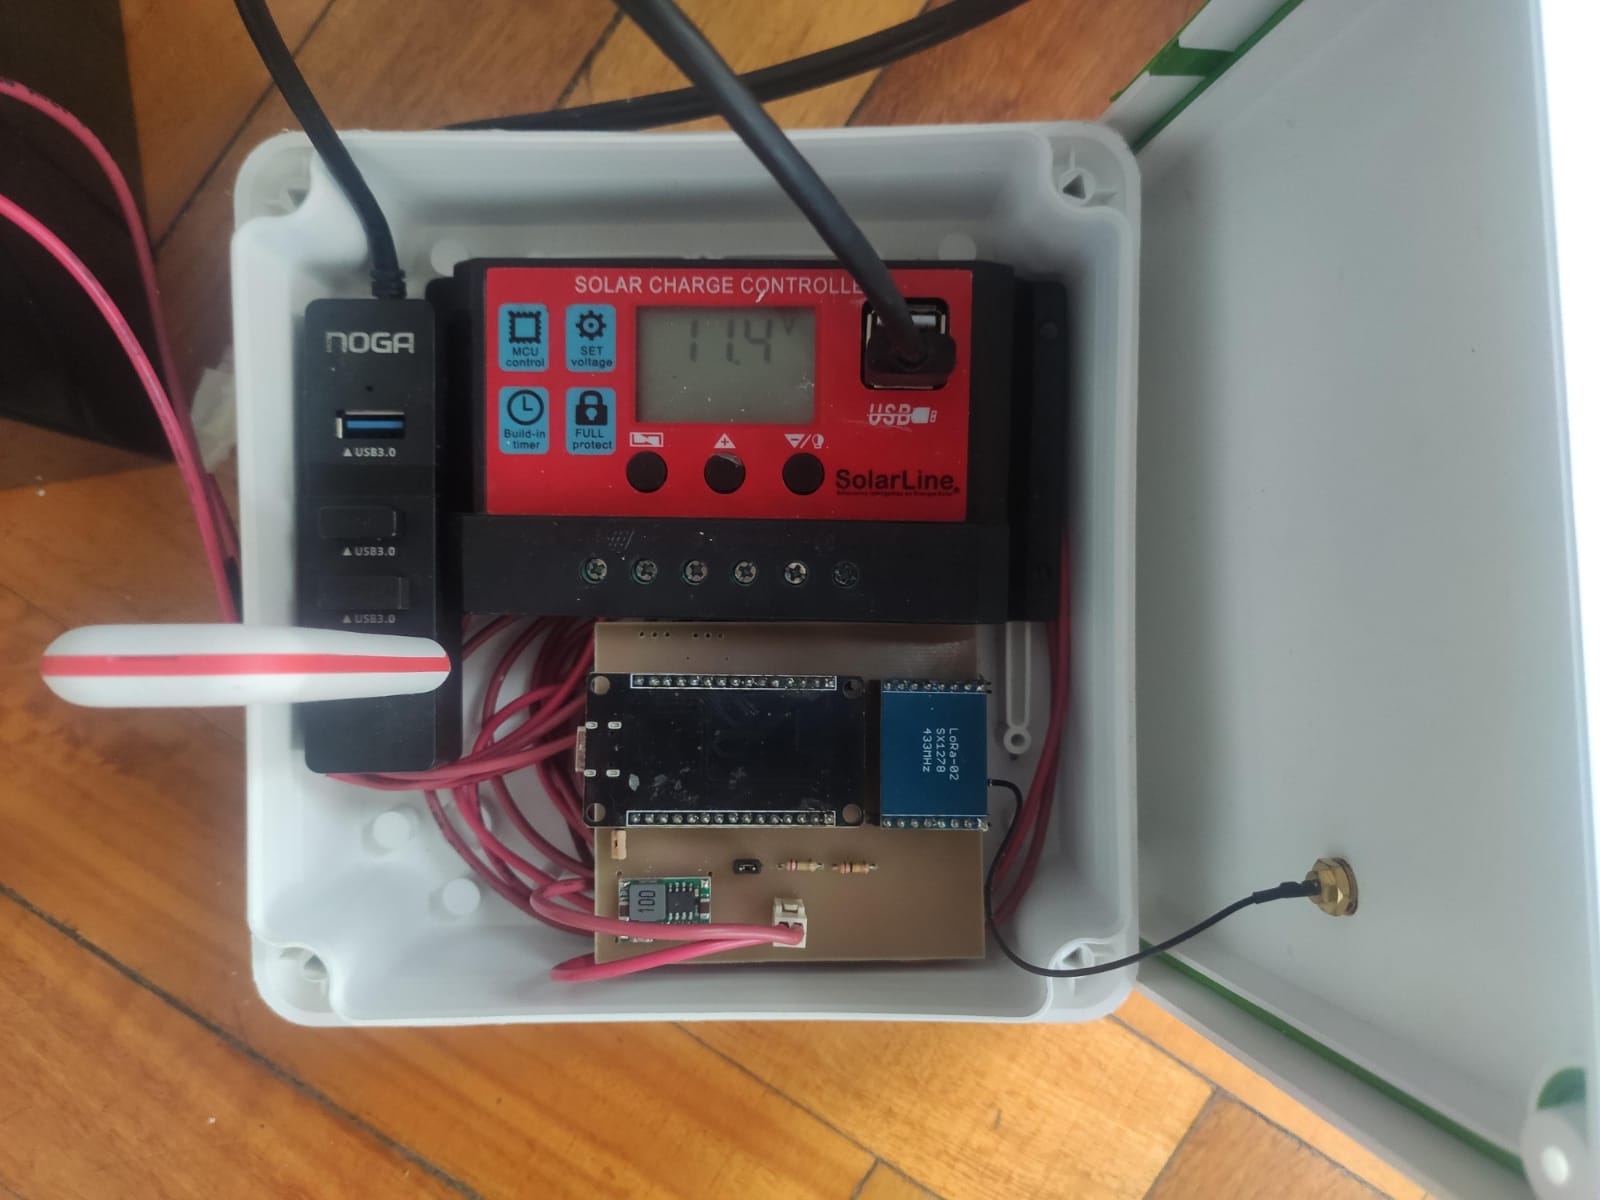 NOGA
USB3.0
USB3.0
USB3.0
SOLAR CHARGE CONTROLLE
MCU
control
SET
voltage
Build-in
timer
FULL
protect
11.4 V
USB
SolarLine®
LoRa-02
SX1278
433MHz
100